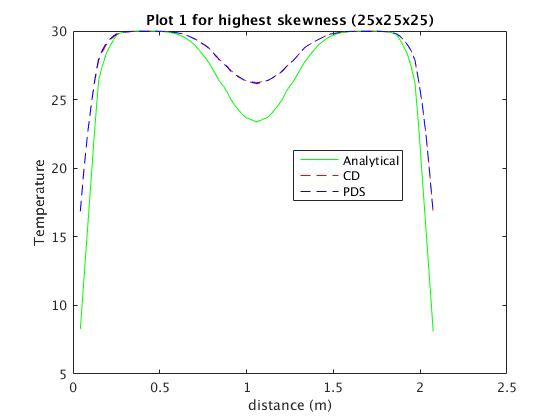 Plot 1 for highest skewness (25x25x25)
30
25
20
15
10
5
Temperature
Analytical
CD
PDS
0 0.5 1 1.5 2 2.5
distance (m)